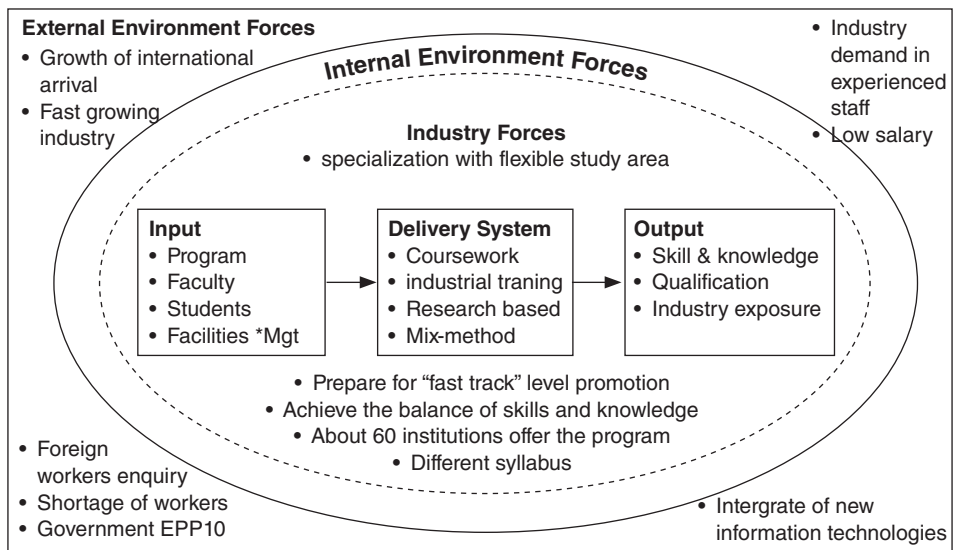 External Environment Forces
• Growth of international
arrival
• Fast growing
industry
• Industry
demand in
experienced
staff
• Low salary
Internal Environment Forces
Industry Forces
• specialization with flexible study area
Input
• Program
• Faculty
• Students
• Facilities *Mgt
Delivery System
• Coursework
• industrial traning
• Research based
• Mix-method
Output
• Skill & knowledge
• Qualification
• Industry exposure
• Prepare for “fast track” level promotion
• Achieve the balance of skills and knowledge
• About 60 institutions offer the program
• Different syllabus
• Foreign
workers enquiry
• Shortage of workers
• Government EPP10
• Intergrate of new
information technologies